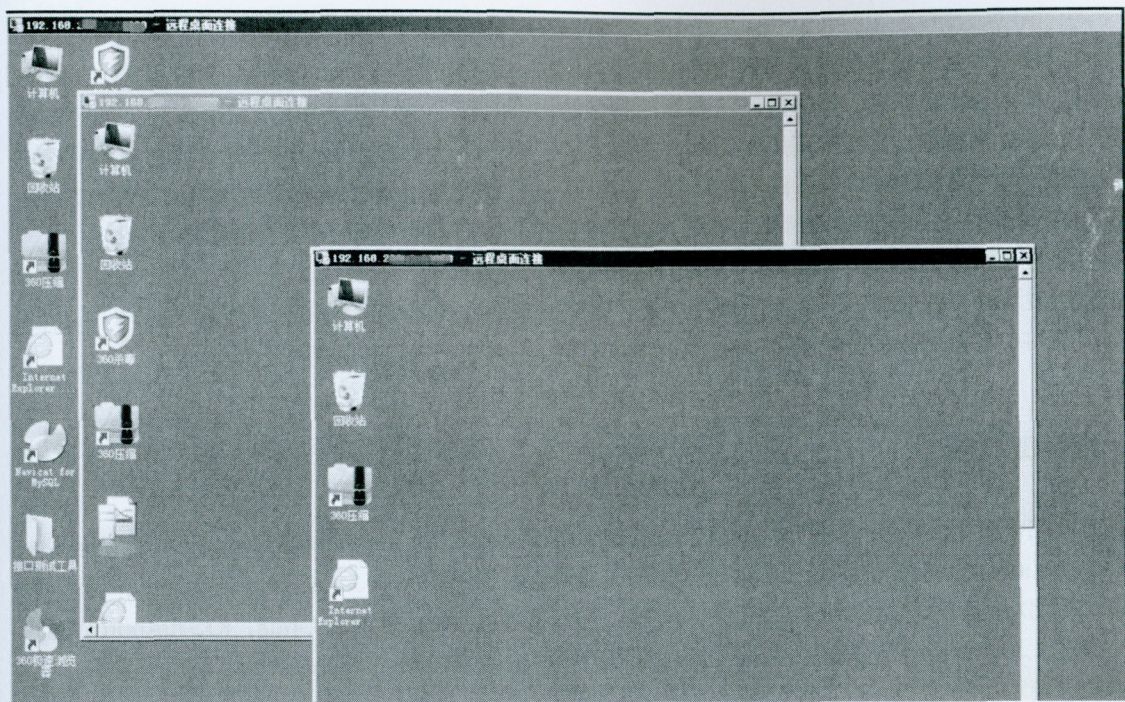 192.168.2 - 远程桌面连接
计算机
回收站
360压缩
Internet
Explorer
Navicat for
MySQL
接口测试工具
360极速浏览
器
192.168. - 远程桌面连接
计算机
回收站
360杀毒
360压缩
192.168.2 - 远程桌面连接
计算机
回收站
360压缩
Internet
Explorer